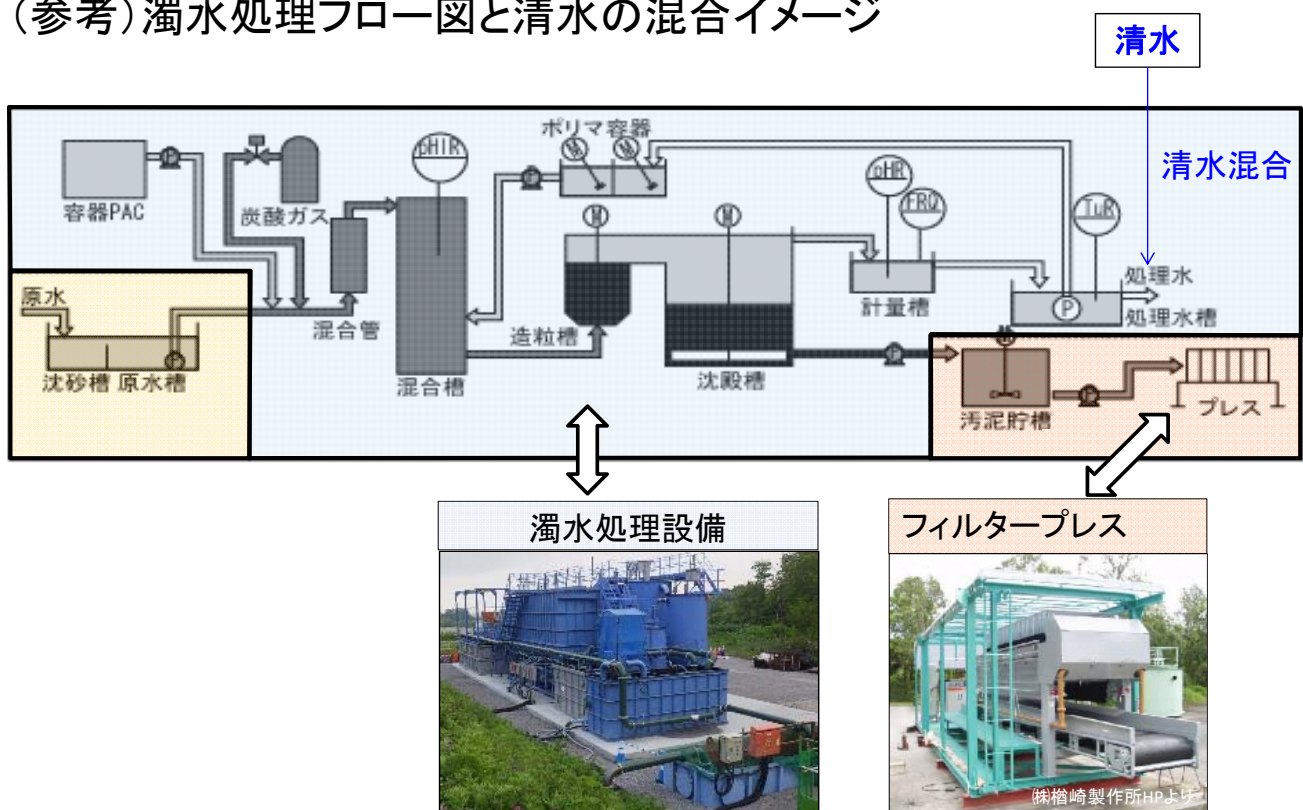 （参考）濁水処理フロー図と清水の混合イメージ
清水
清水混合
容器PAC
P
炭酸ガス
pHIR
ポリマ容器
M
M
P
pHR
FRQ
TuR
M
M
原水
沈砂槽
原水槽
P
混合管
混合槽
造粒槽
沈殿槽
計量槽
P
処理水
処理水槽
P
M
汚泥貯槽
P
プレス
濁水処理設備
フィルタープレス
㈱楢崎製作所HPより